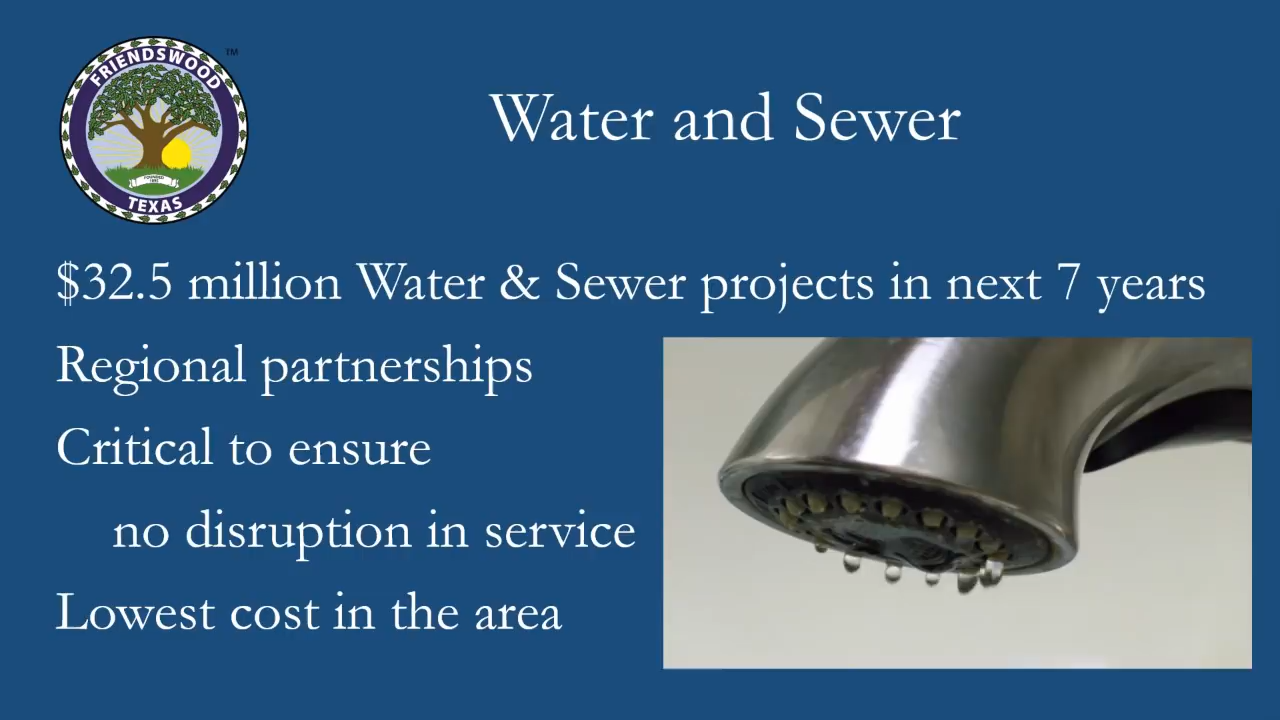 FRIENDSWOOD
TEXAS
TM
Water and Sewer
$32.5 million Water & Sewer projects in next 7 years
Regional partnerships
Critical to ensure
no disruption in service
Lowest cost in the area